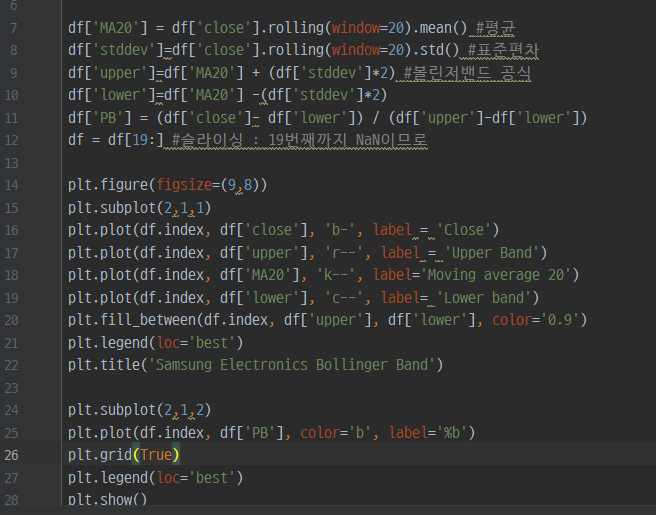 6
7 df['MA20'] = df['close'].rolling(window=20).mean() #평균
8 df['stddev']=df['close'].rolling(window=20).std() #표준편차
9 df['upper']=df['MA20'] + (df['stddev']*2) #볼린저밴드 공식
10 df['lower']=df['MA20'] -(df['stddev']*2)
11 df['PB'] = (df['close']- df['lower']) / (df['upper']-df['lower'])
12 df = df[19:] #슬라이싱 : 19번째까지 NaN이므로
13
14 plt.figure(figsize=(9,8))
15 plt.subplot(2,1,1)
16 plt.plot(df.index, df['close'], 'b-', label = 'Close')
17 plt.plot(df.index, df['upper'], 'r--', label = 'Upper Band')
18 plt.plot(df.index, df['MA20'], 'k--', label='Moving average 20')
19 plt.plot(df.index, df['lower'], 'c--', label= 'Lower band')
20 plt.fill_between(df.index, df['upper'], df['lower'], color='0.9')
21 plt.legend(loc='best')
22 plt.title('Samsung Electronics Bollinger Band')
23
24 plt.subplot(2,1,2)
25 plt.plot(df.index, df['PB'], color='b', label='%b')
26 plt.grid(True)
27 plt.legend(loc='best')
28 plt.show()